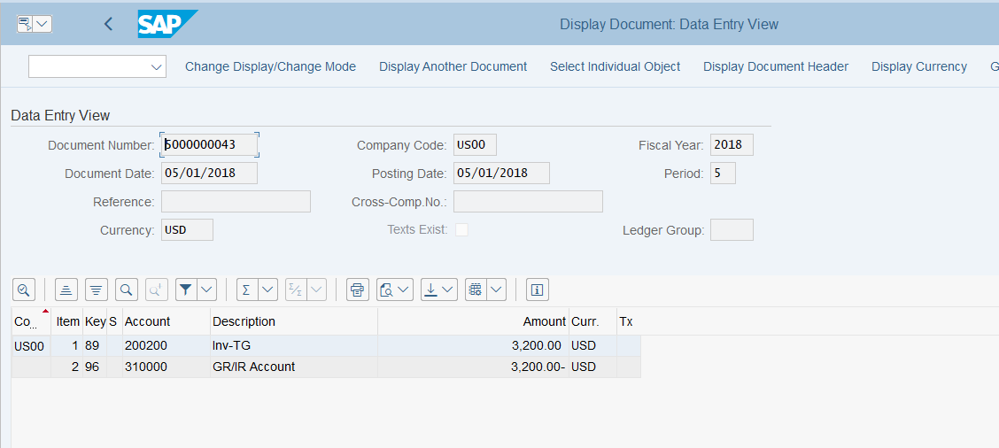 SAP
Display Document: Data Entry View
Change Display/Change Mode Display Another Document Select Individual Object Display Document Header Display Currency G
Data Entry View
Document Number: 5000000043 Company Code: US00 Fiscal Year: 2018
Document Date: 05/01/2018 Posting Date: 05/01/2018 Period: 5
Reference: Cross-Comp.No.:
Currency: USD Texts Exist: Ledger Group:
Co... Item Key S Account Description Amount Curr. Tx
US00 1 89 200200 Inv-TG 3,200.00 USD
2 96 310000 GR/IR Account 3,200.00- USD